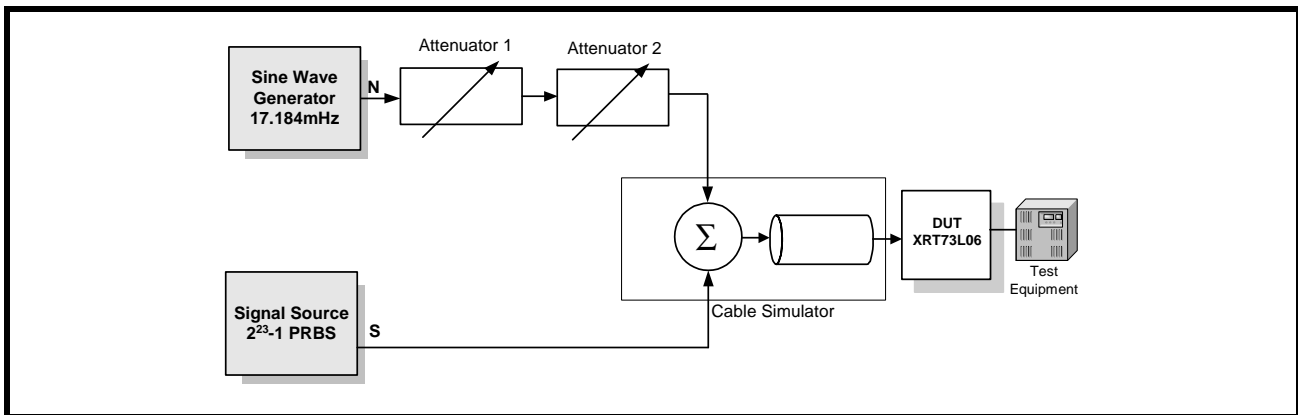 Attenuator 1
Attenuator 2
Sine Wave
Generator
17.184mHz
N
Σ
DUT
XRT73L06
Test
Equipment
Cable Simulator
Signal Source
2²³-1 PRBS
S